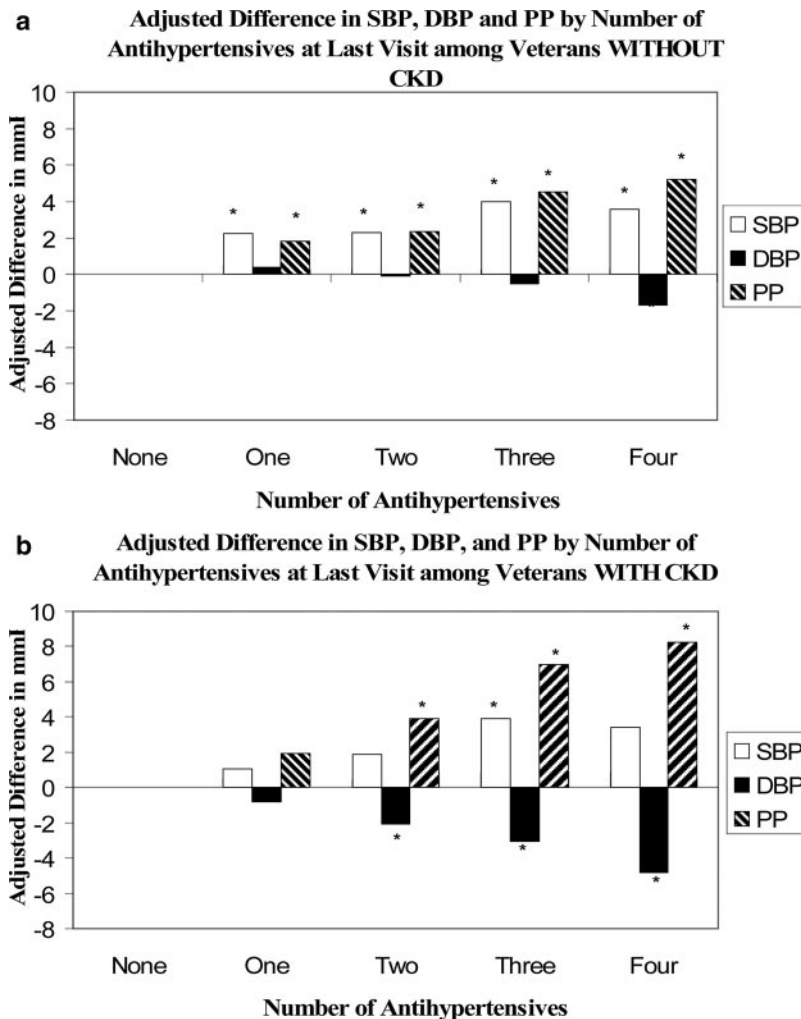 a
Adjusted Difference in SBP, DBP and PP by Number of
Antihypertensives at Last Visit among Veterans WITHOUT
CKD
Adjusted Difference in mmI
10
8
6
4
2
0
-2
-4
-6
-8
* * * * * * * *
SBP
DBP
PP
None One Two Three Four
Number of Antihypertensives
b
Adjusted Difference in SBP, DBP, and PP by Number of
Antihypertensives at Last Visit among Veterans WITH CKD
Adjusted Difference in mmI
10
8
6
4
2
0
-2
-4
-6
-8
* * * *
* * *
SBP
DBP
PP
None One Two Three Four
Number of Antihypertensives